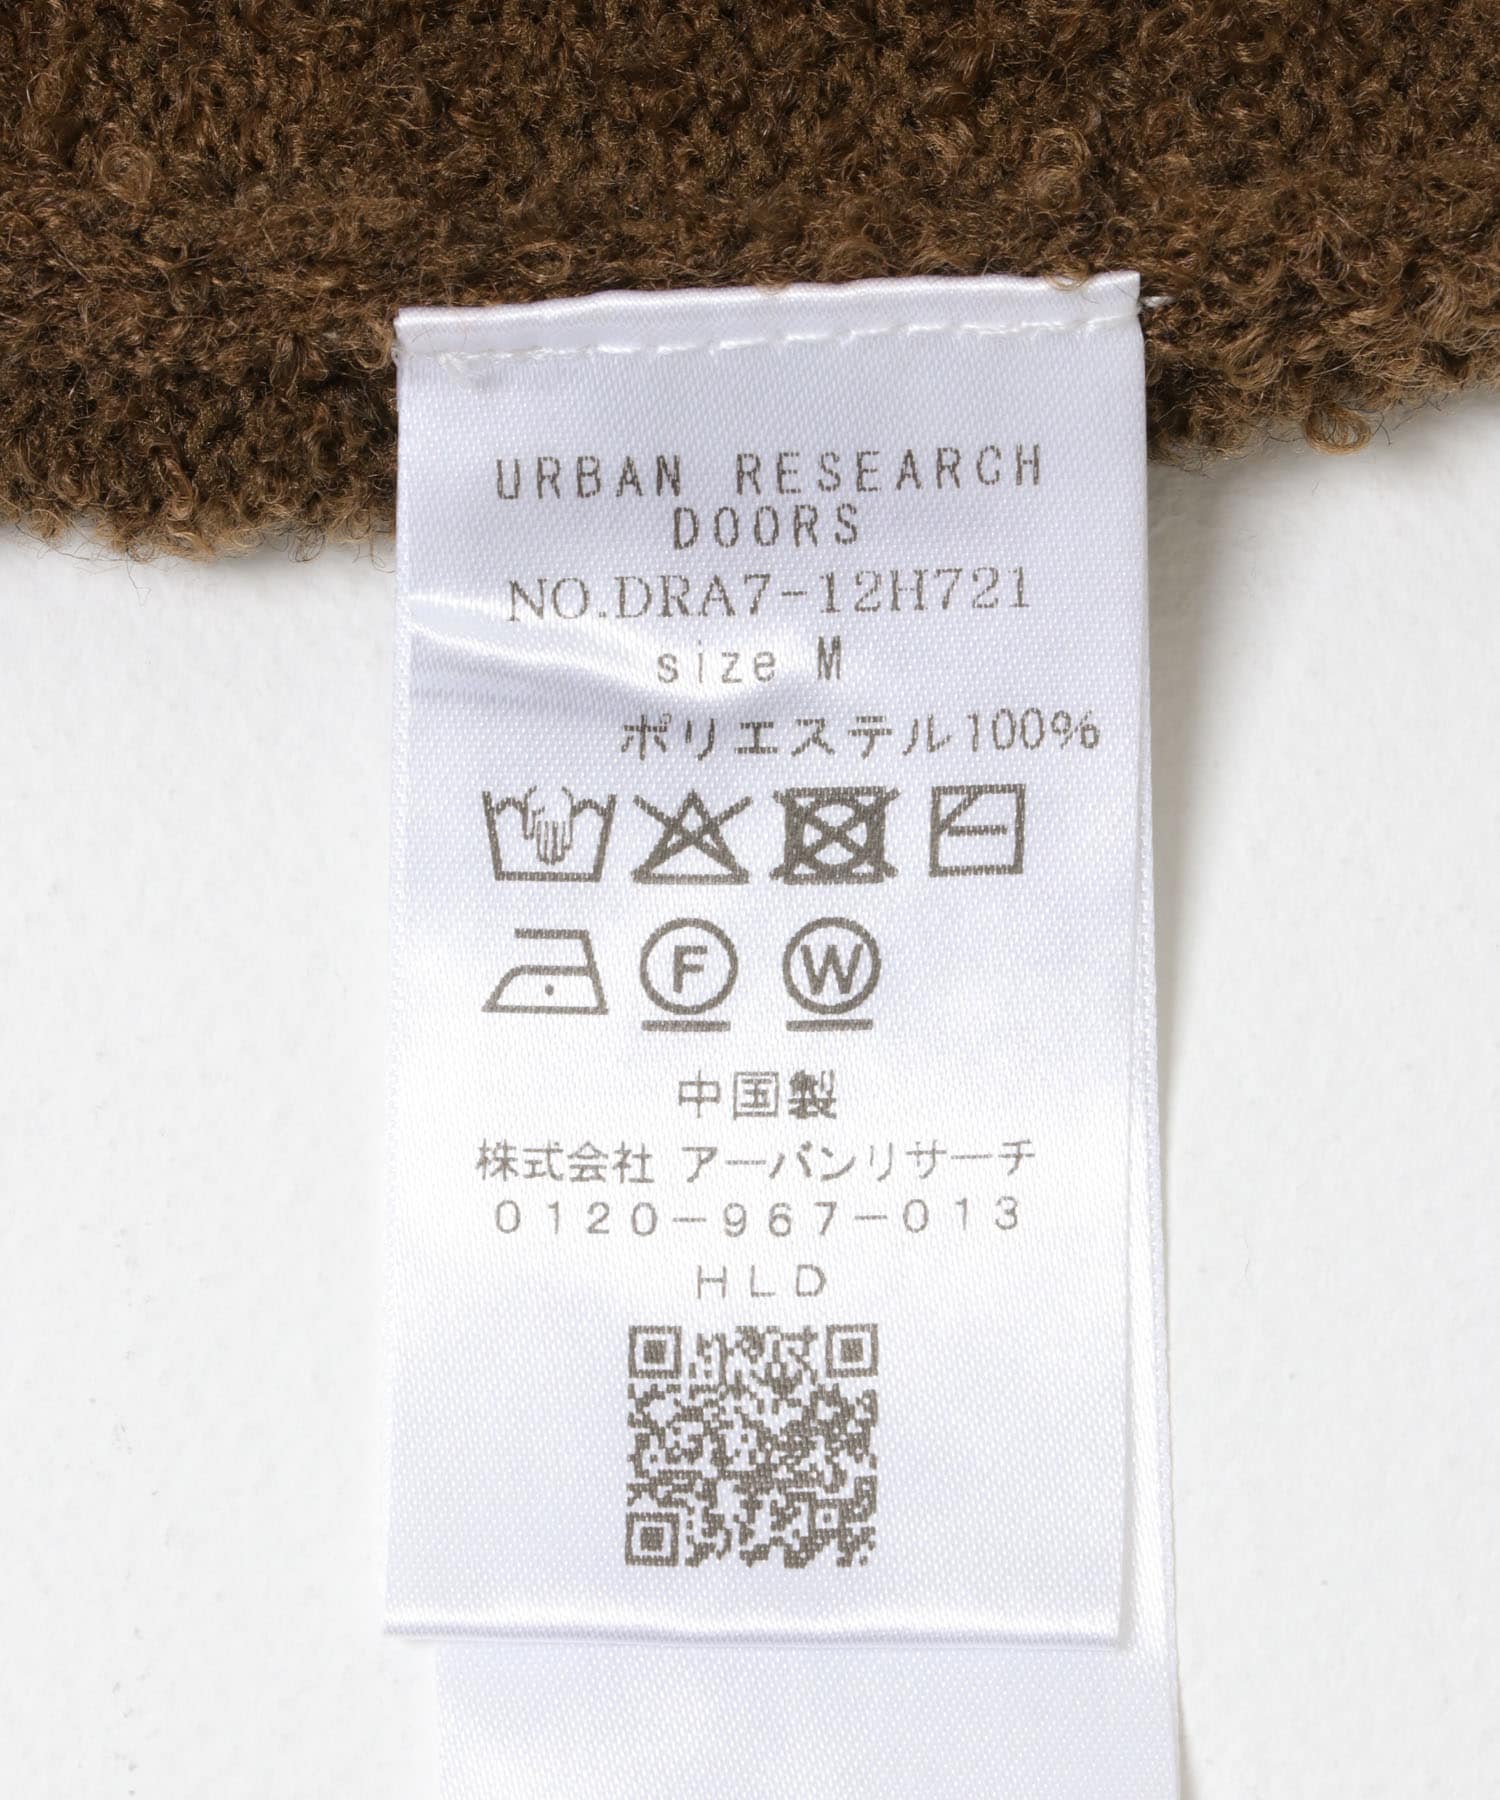 URBAN RESEARCH
DOORS
NO.DRA7-12H721
size M
ポリエステル100%
F W
中国製
株式会社 アーバンリサーチ
0120-967-013
HLD